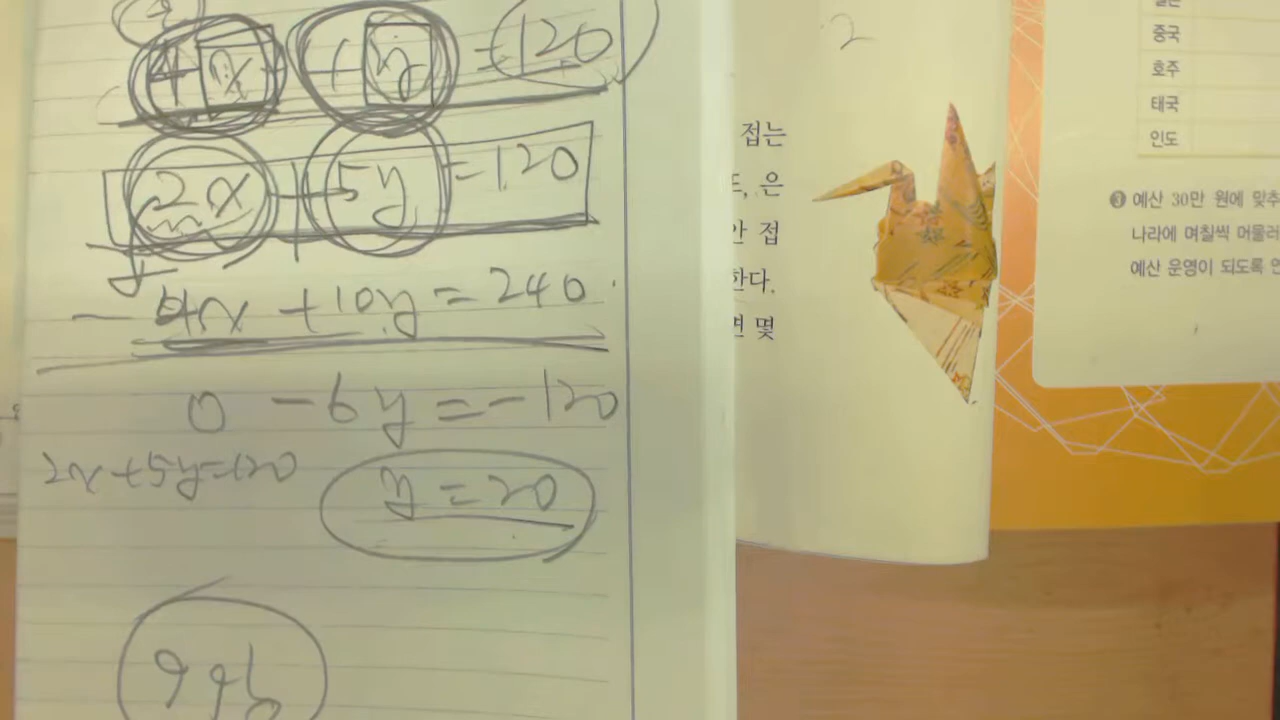 4x + 4y = 120
2x + 5y = 120
- 4x + 10y = 240
0 - 6y = -120
2x + 5y = 120
y = 20
2
접는
은
안 접
한다.
면 몇
중국
호주
태국
인도
❸ 예산 30만 원에 맞추
나라에 며칠씩 머물러
예산 운영이 되도록 인